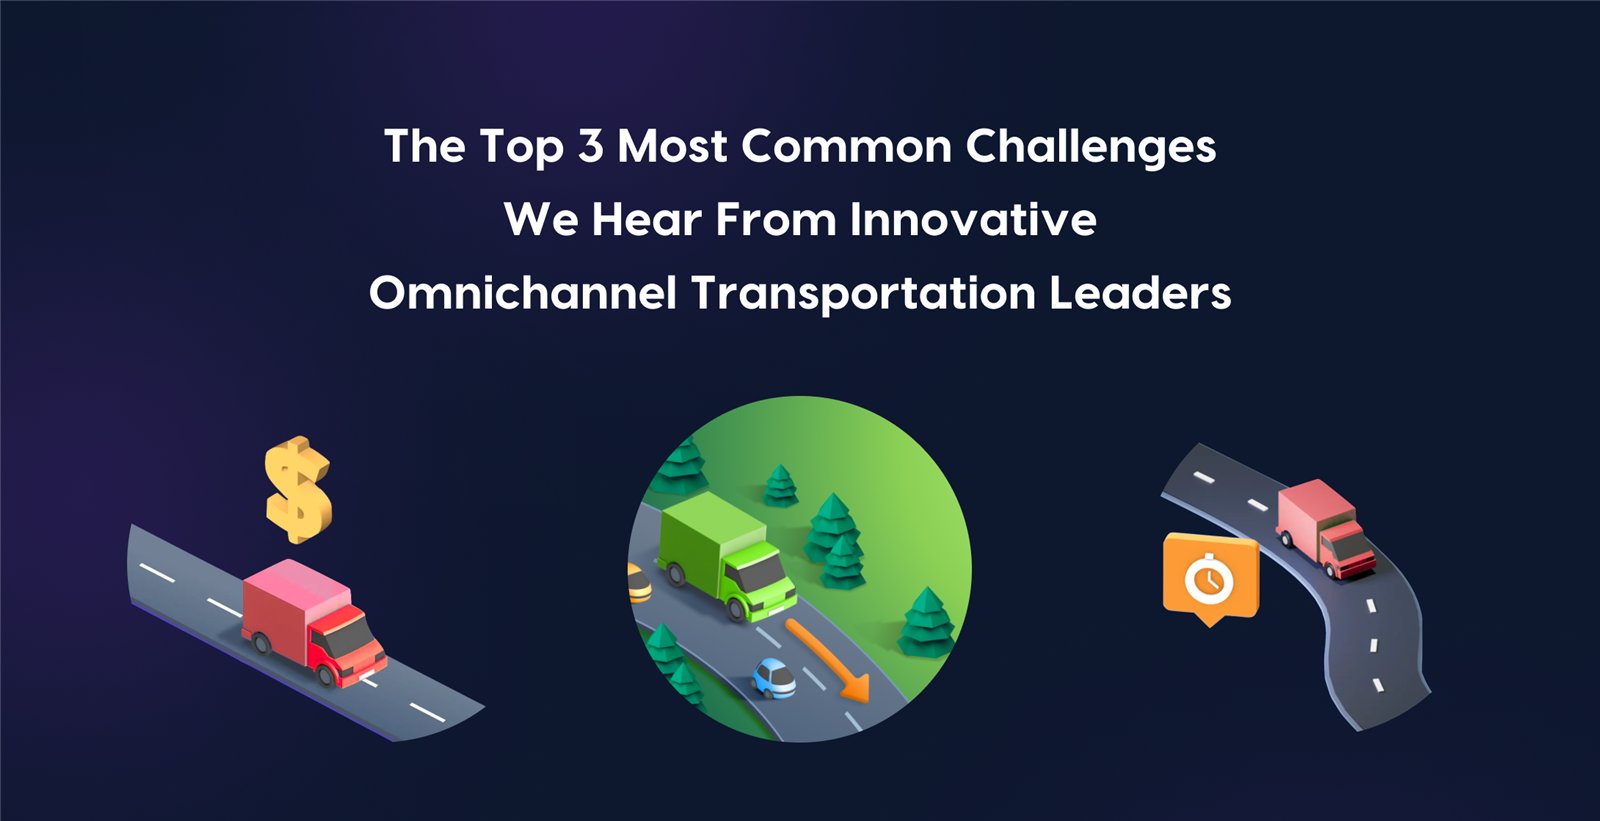 The Top 3 Most Common Challenges
We Hear From Innovative
Omnichannel Transportation Leaders